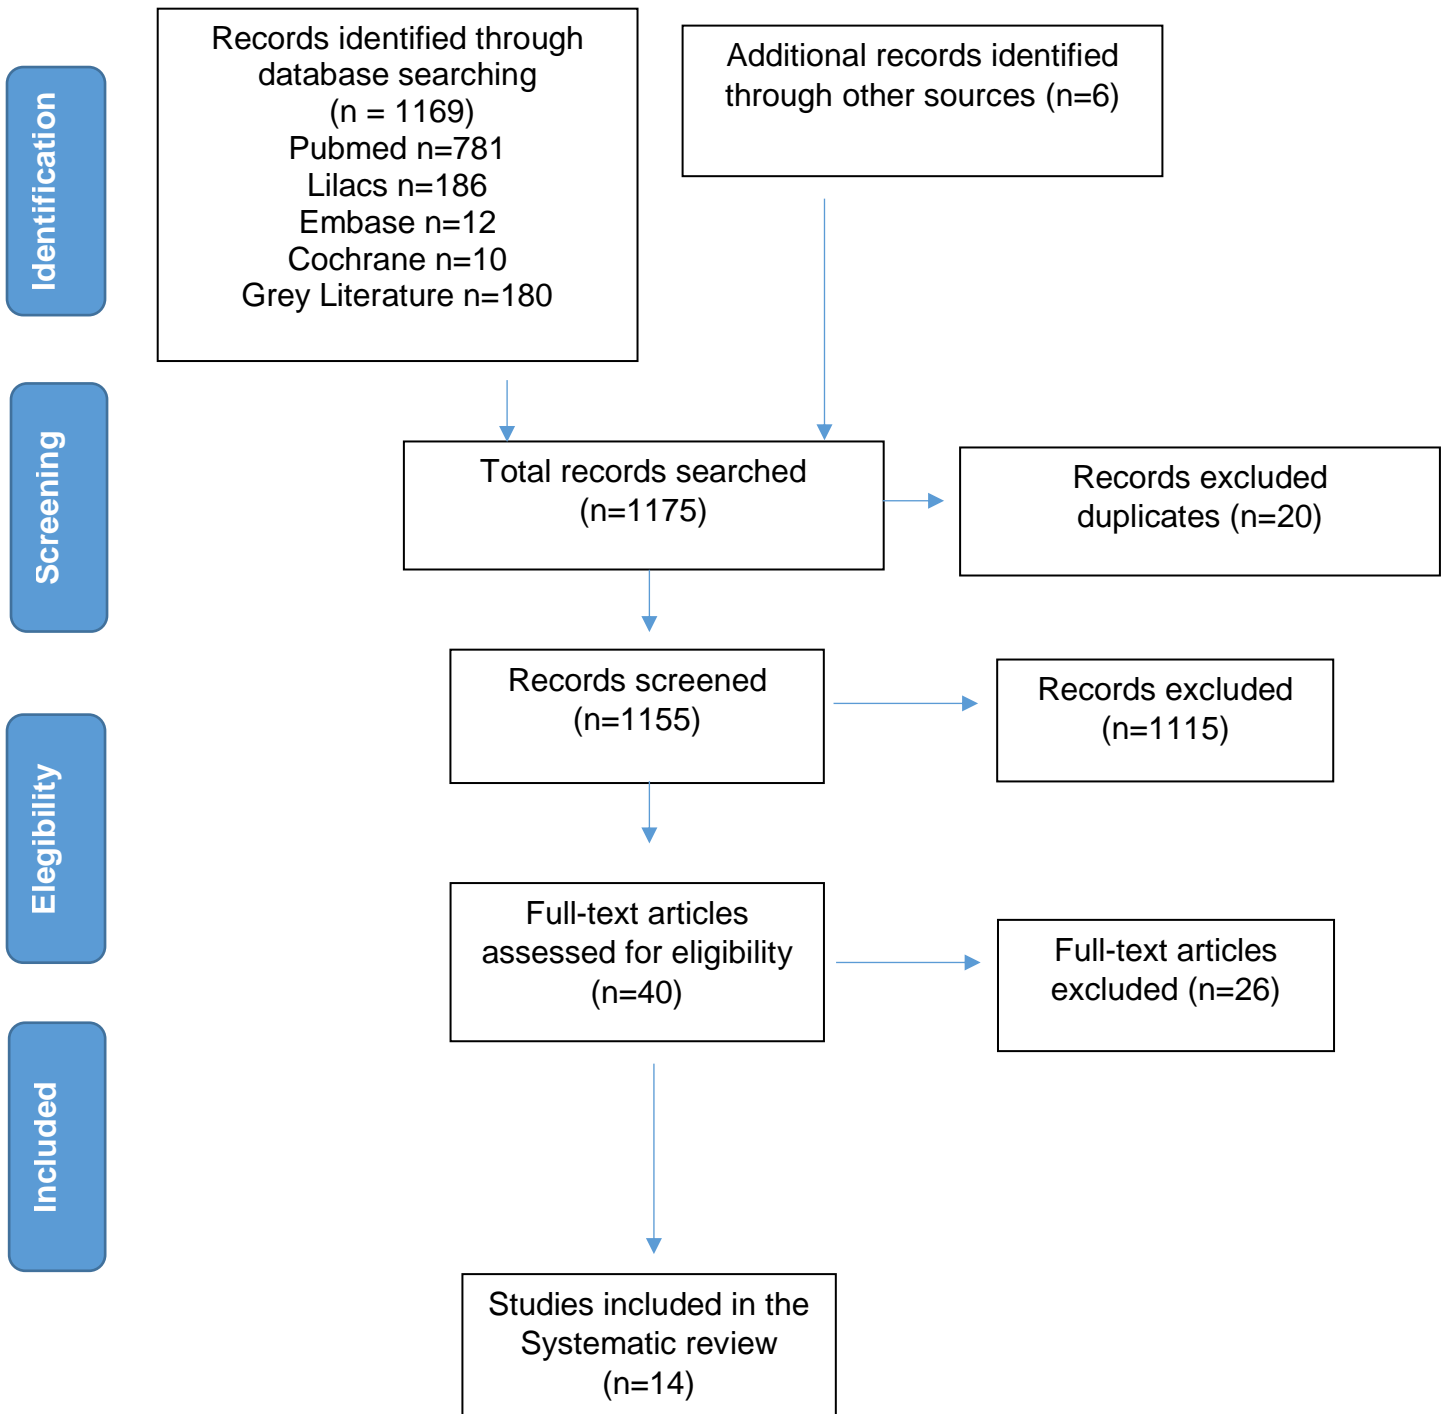 Identification
Records identified through
database searching
(n = 1169)
Pubmed n=781
Lilacs n=186
Embase n=12
Cochrane n=10
Grey Literature n=180
Additional records identified
through other sources (n=6)
Screening
Total records searched
(n=1175)
Records excluded
duplicates (n=20)
Records screened
(n=1155)
Records excluded
(n=1115)
Elegibility
Full-text articles
assessed for eligibility
(n=40)
Full-text articles
excluded (n=26)
Included
Studies included in the
Systematic review
(n=14)